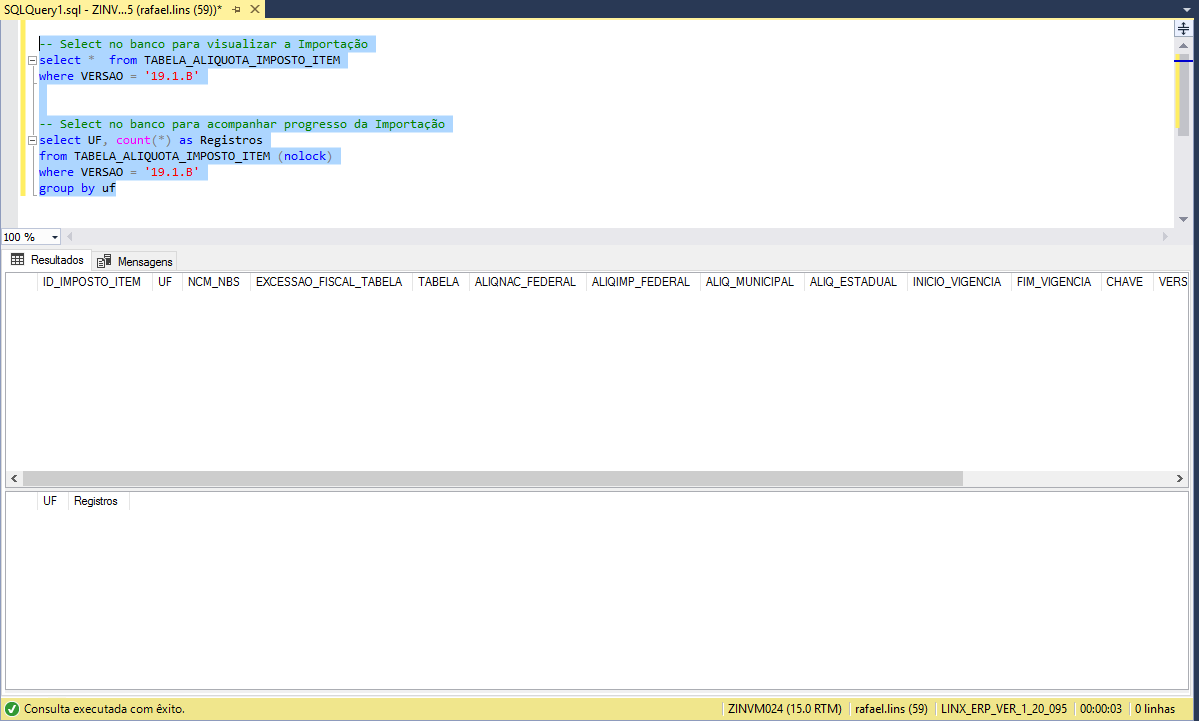 SQLQuery1.sql - ZINV...5 (rafael.lins (59))*
-- Select no banco para visualizar a Importação
select *  from TABELA_ALIQUOTA_IMPOSTO_ITEM
where VERSAO = '19.1.B'
-- Select no banco para acompanhar progresso da Importação
select UF, count(*) as Registros
from TABELA_ALIQUOTA_IMPOSTO_ITEM (nolock)
where VERSAO = '19.1.B'
group by uf
100 %
Resultados Mensagens
ID_IMPOSTO_ITEM UF NCM_NBS EXCESSAO_FISCAL_TABELA TABELA ALIQNAC_FEDERAL ALIQIMP_FEDERAL ALIQ_MUNICIPAL ALIQ_ESTADUAL INICIO_VIGENCIA FIM_VIGENCIA CHAVE VERS
UF Registros
Consulta executada com êxito. ZINVM024 (15.0 RTM) rafael.lins (59) LINX_ERP_VER_1_20_095 00:00:03 0 linhas